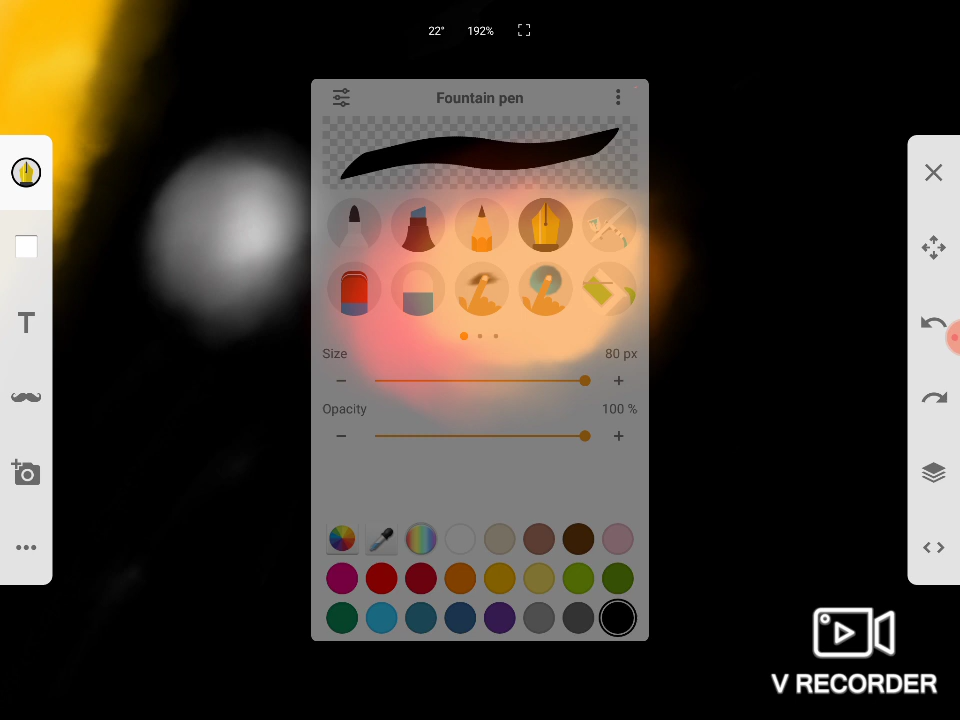 22° 192%
Fountain pen
Size 80 px
Opacity 100 %
T
V RECORDER